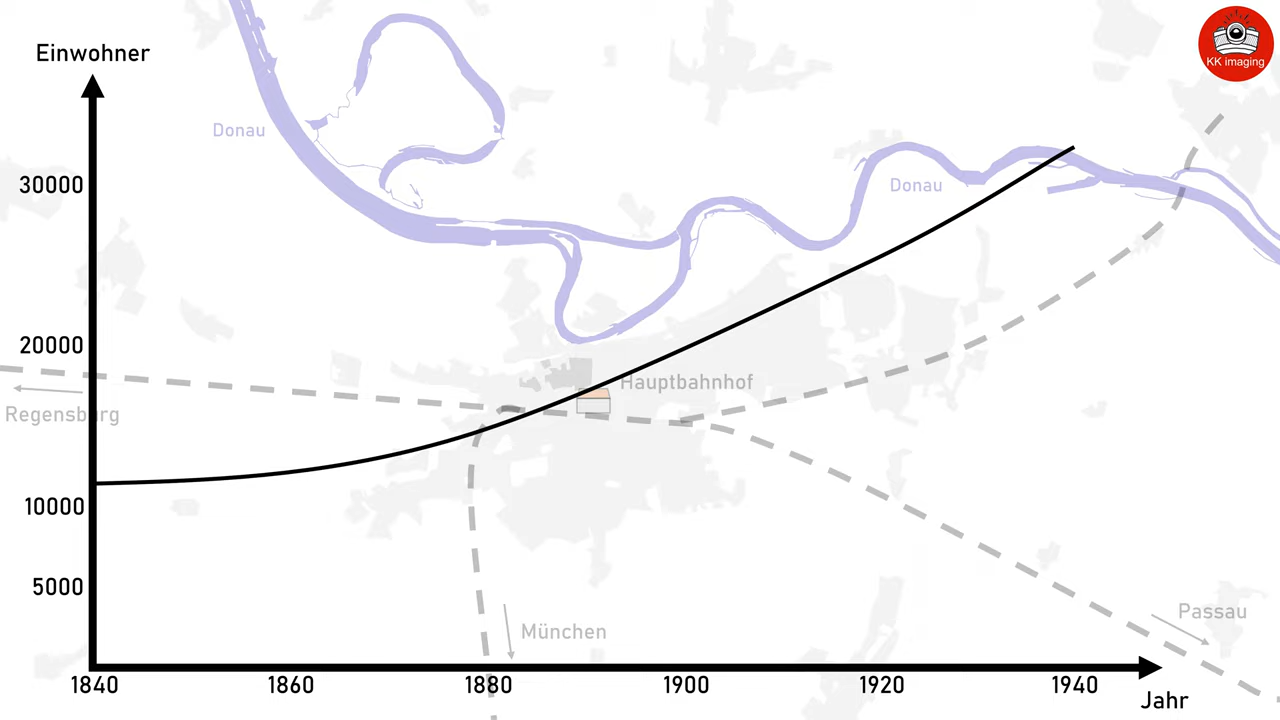 Einwohner
KK imaging
Donau
30000
Donau
20000
Hauptbahnhof
Regensburg
10000
5000
Passau
München
1840
1860
1880
1900
1920
1940
Jahr